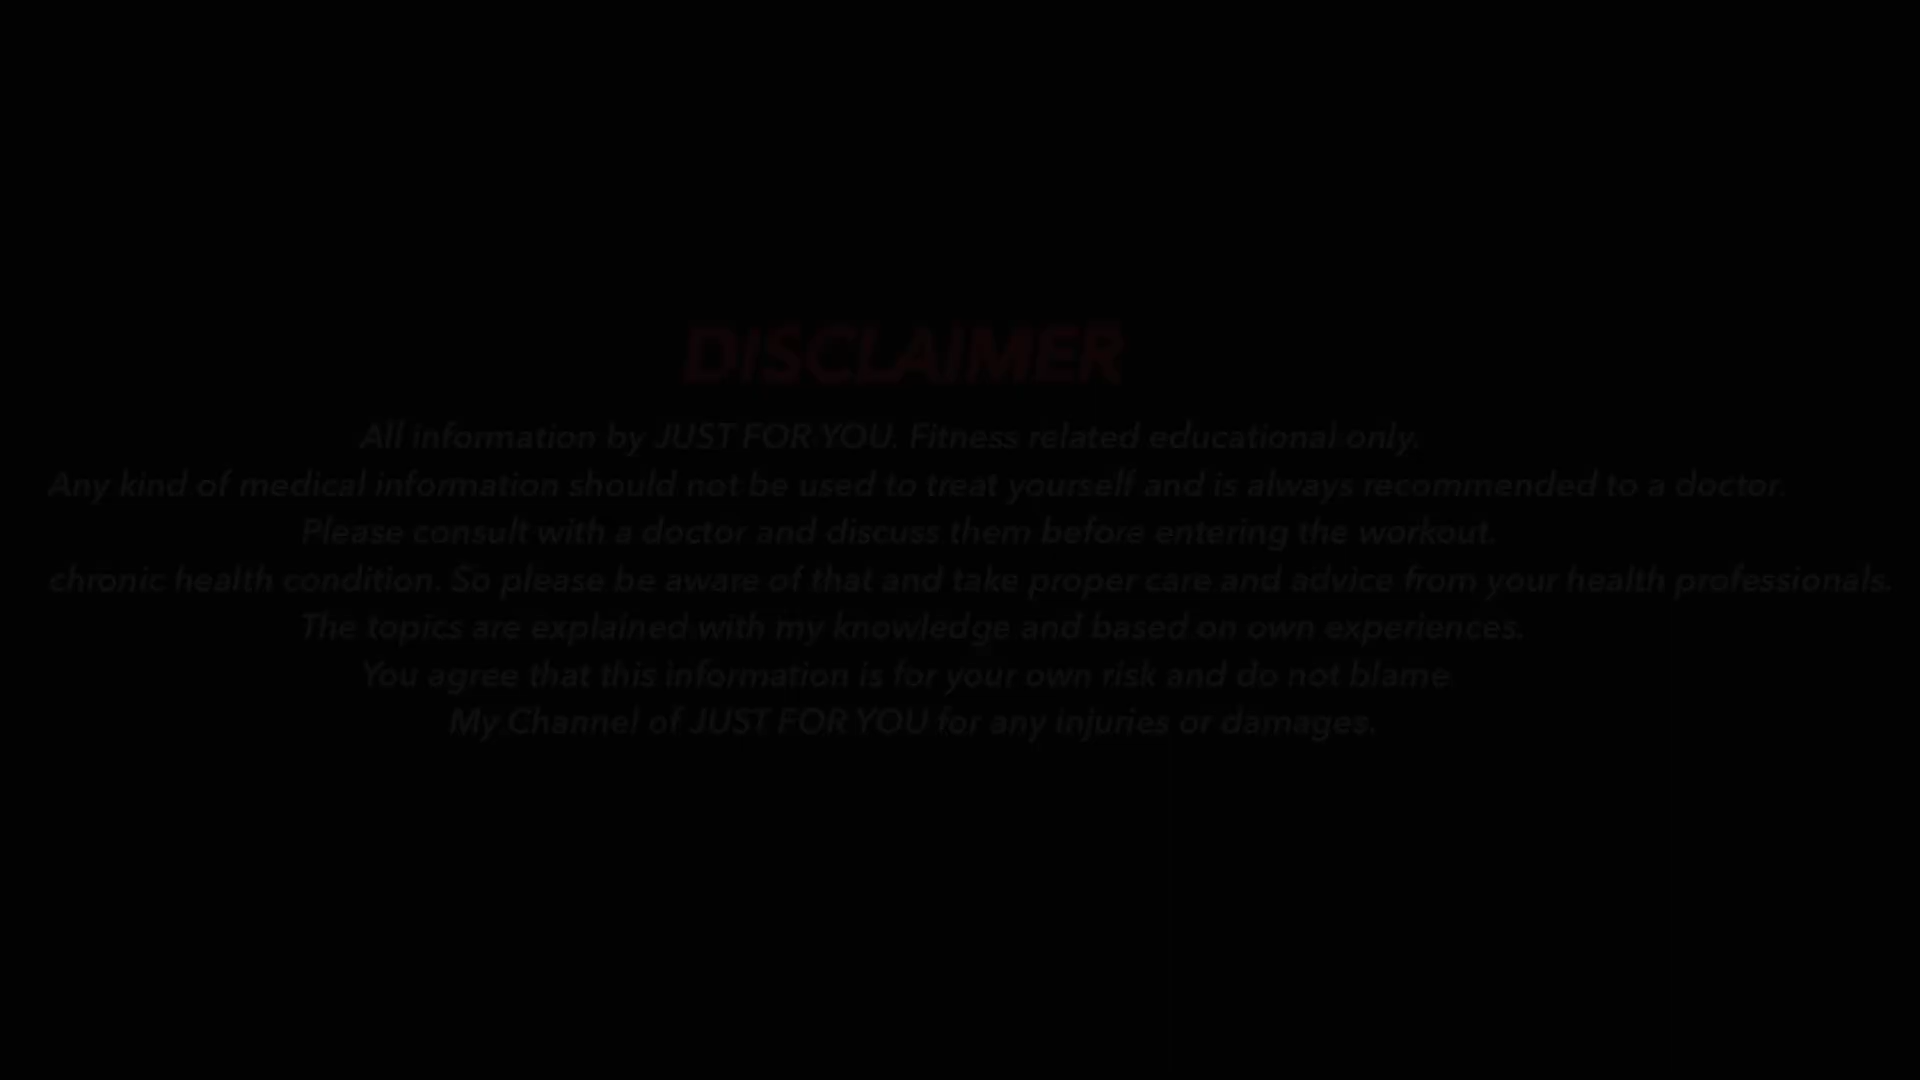 DISCLAIMER
All information by JUST FOR YOU. Fitness related educational only.
Any kind of medical information should not be used to treat yourself and is always recommended to a doctor.
Please consult with a doctor and discuss them before entering the workout.
chronic health condition. So please be aware of that and take proper care and advice from your health professionals.
The topics are explained with my knowledge and based on own experiences.
You agree that this information is for your own risk and do not blame
My Channel of JUST FOR YOU for any injuries or damages.